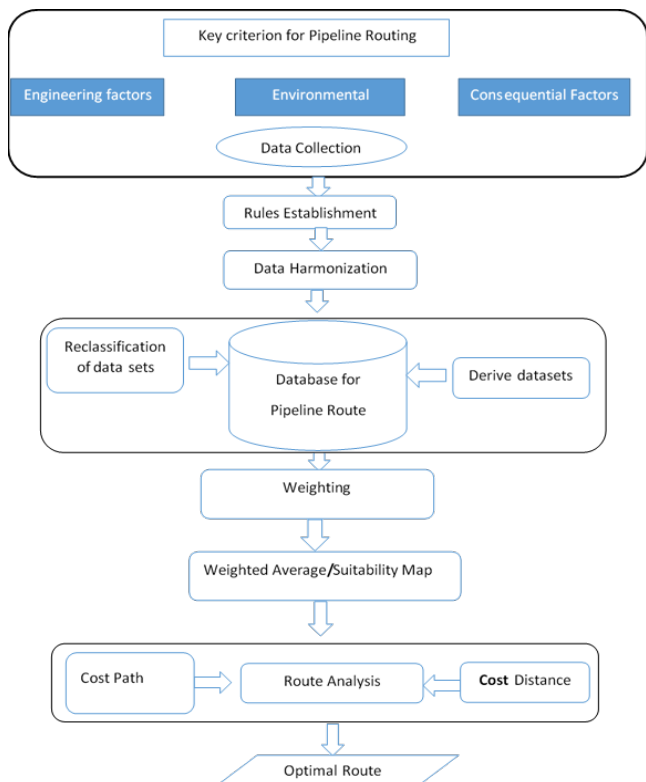 Key criterion for Pipeline Routing
Engineering factors
Environmental
Consequential Factors
Data Collection
Rules Establishment
Data Harmonization
Reclassification
of data sets
Database for
Pipeline Route
Derive datasets
Weighting
Weighted Average/Suitability Map
Cost Path
Route Analysis
Cost Distance
Optimal Route